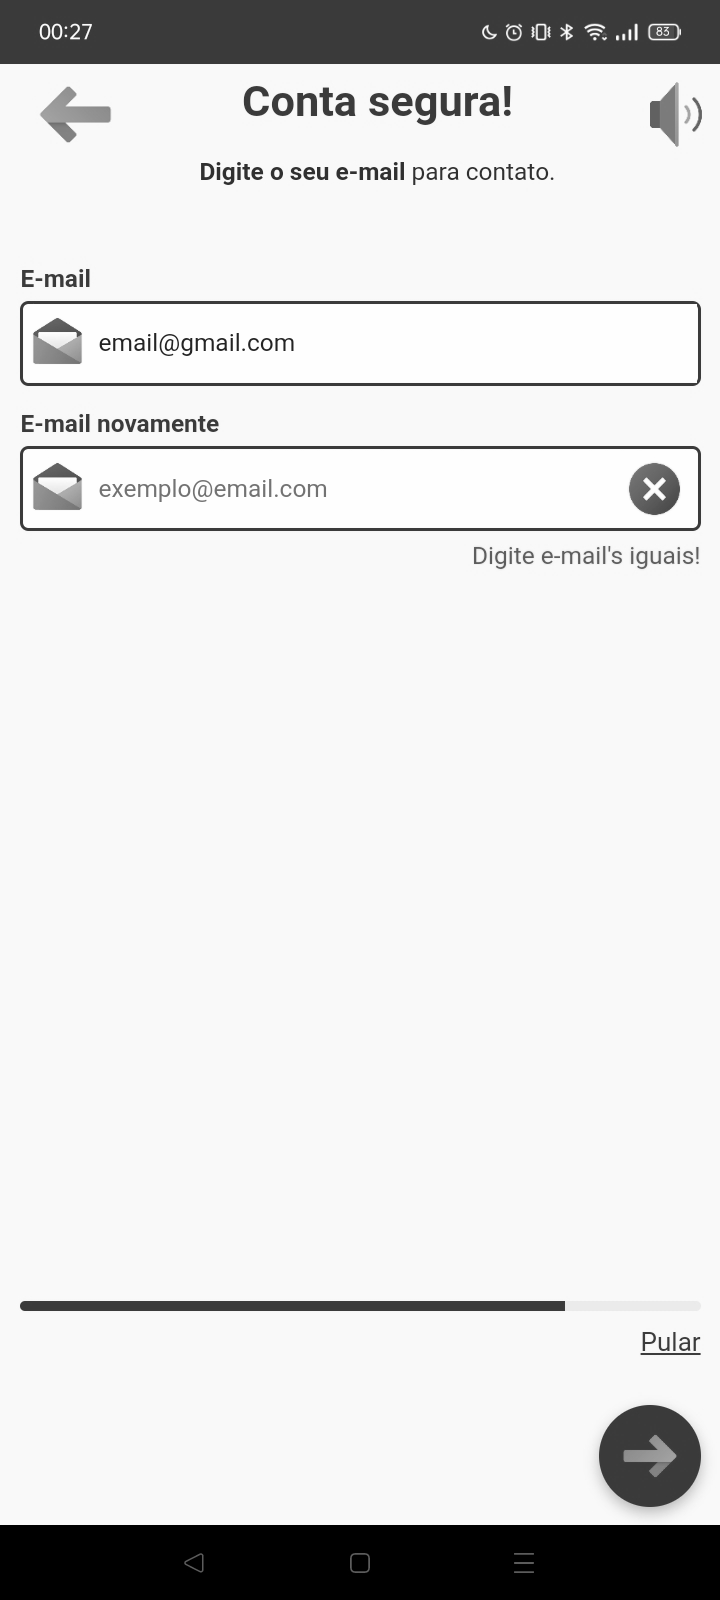 00:27
83
Conta segura!
Digite o seu e-mail para contato.
E-mail
email@gmail.com
E-mail novamente
exemplo@email.com
Digite e-mail's iguais!
Pular